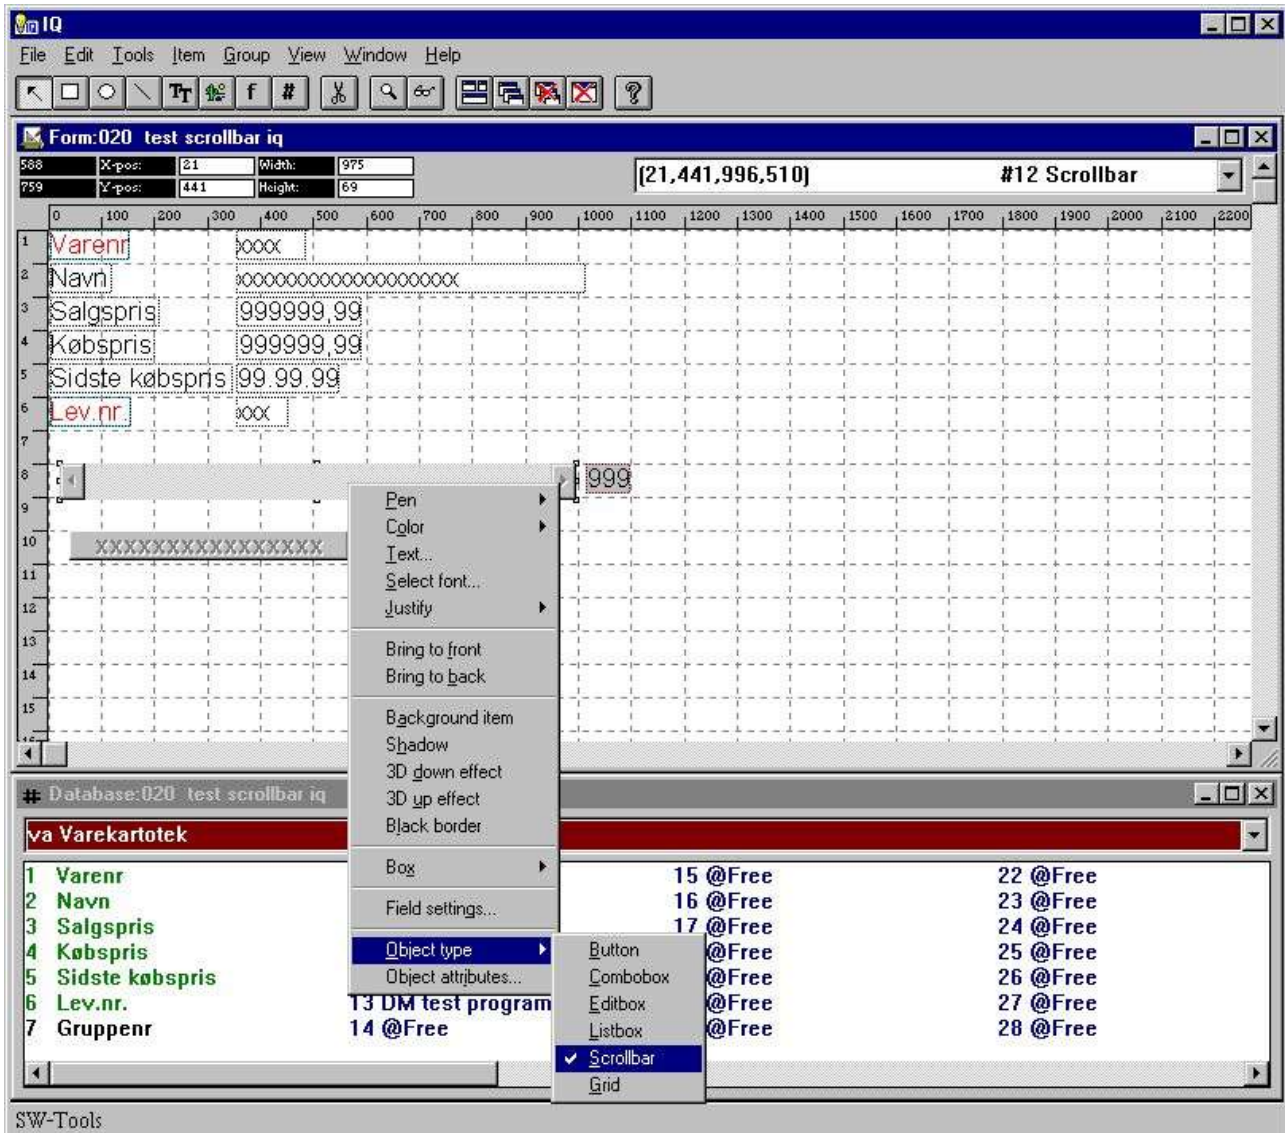 IQ
File Edit Tools Item Group View Window Help
TT f # ?
Form:020 test scrollbar iq
588 X-pos: 21 Width: 975
759 Y-pos: 441 Height: 69
(21,441,996,510) #12 Scrollbar
0 100 200 300 400 500 600 700 800 900 1000 1100 1200 1300 1400 1500 1600 1700 1800 1900 2000 2100 2200
1 Varenr xxxx
2 Navn xxxxxxxxxxxxxxxxxxxx
3 Salgspris 999999,99
4 Købspris 999999,99
5 Sidste købspris 99.99.99
6 Lev.nr. xxx
7
8 999
9
10 XXXXXXXXXXXXXXXX
11
12
13
14
15
Pen
Color
Text...
Select font...
Justify
Bring to front
Bring to back
Background item
Shadow
3D down effect
3D up effect
Black border
Box
Field settings...
Object type
Object attributes...
Button
Combobox
Editbox
Listbox
Scrollbar
Grid
# Database:020 test scrollbar iq
va Varekartotek
1 Varenr 15 @Free 22 @Free
2 Navn 16 @Free 23 @Free
3 Salgspris 17 @Free 24 @Free
4 Købspris @Free 25 @Free
5 Sidste købspris @Free 26 @Free
6 Lev.nr. 13 DM test program @Free 27 @Free
7 Gruppenr 14 @Free @Free 28 @Free
SW-Tools